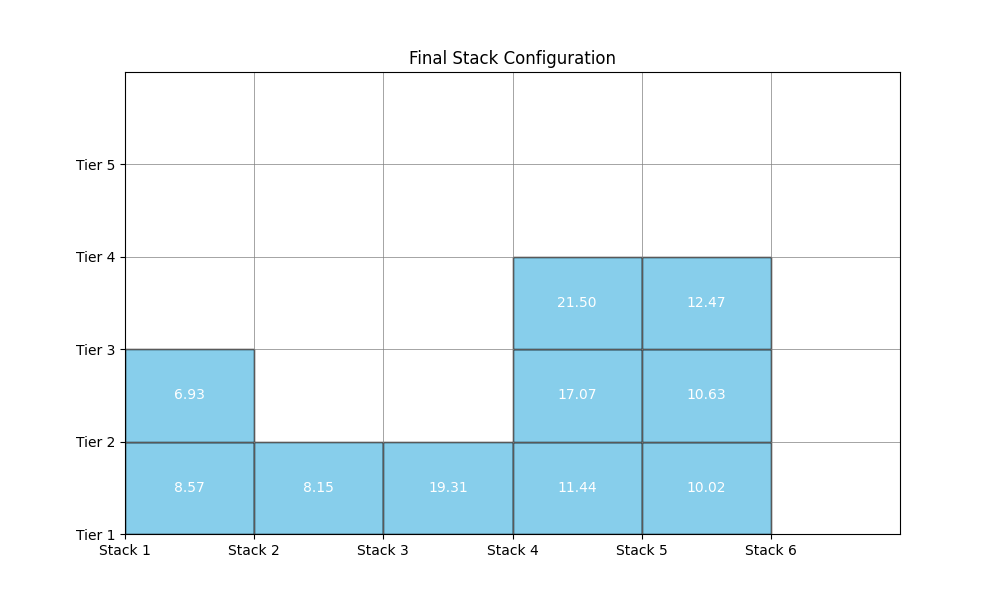 Final Stack Configuration
Tier 5
Tier 4
21.50 12.47
Tier 3
6.93 17.07 10.63
Tier 2
8.57 8.15 19.31 11.44 10.02
Tier 1
Stack 1 Stack 2 Stack 3 Stack 4 Stack 5 Stack 6